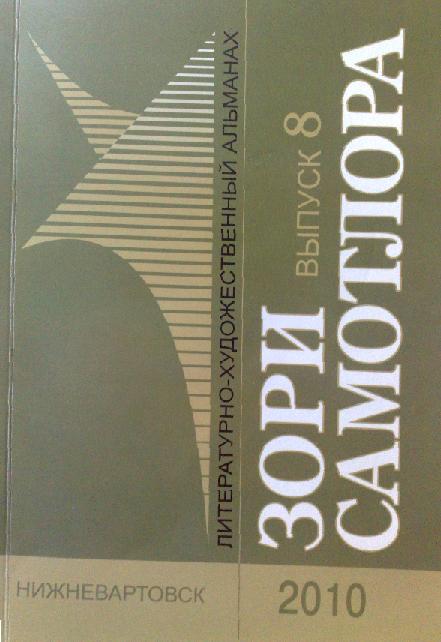 ЛИТЕРАТУРНО-ХУДОЖЕСТВЕННЫЙ АЛЬМАНАХ
ЗОРИ ВЫПУСК 8
САМОТЛОРА
НИЖНЕВАРТОВСК
2010